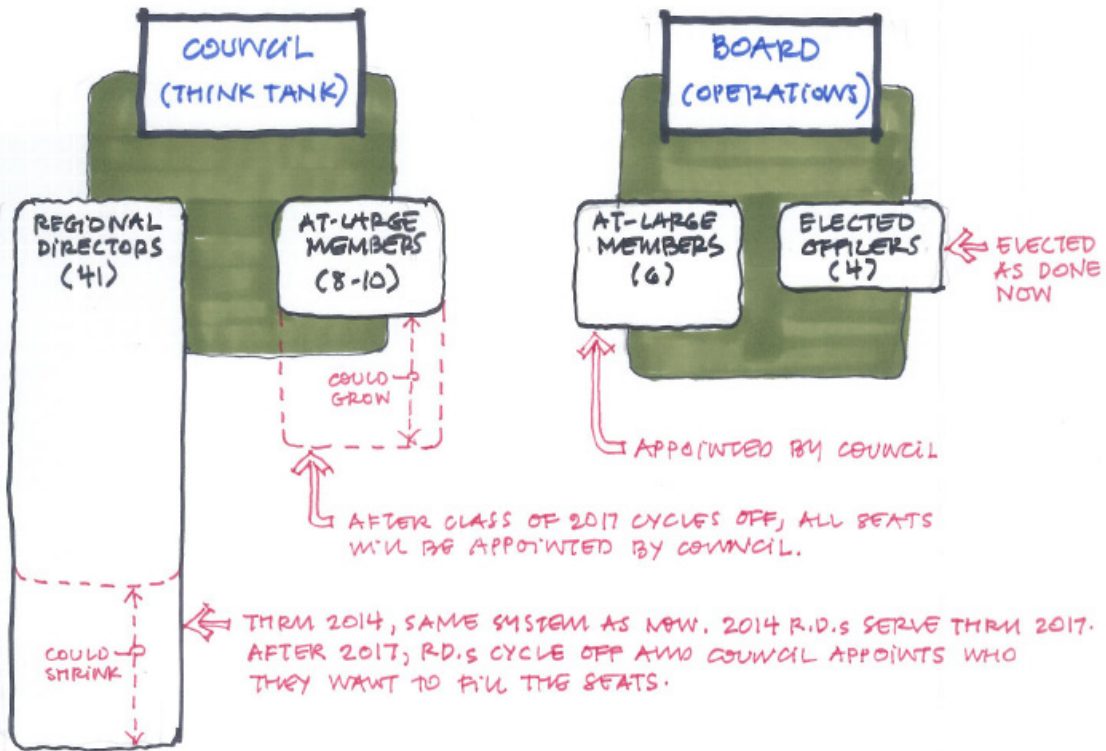 COUNCIL
(THINK TANK)
BOARD
(OPERATIONS)
REGIONAL
DIRECTORS
(41)
AT-LARGE
MEMBERS
(8-10)
AT-LARGE
MEMBERS
(6)
ELECTED
OFFICERS
(4)
ELECTED
AS DONE
NOW
COULD
GROW
APPOINTED BY COUNCIL
AFTER CLASS OF 2017 CYCLES OFF, ALL SEATS
WILL BE APPOINTED BY COUNCIL.
THRU 2014, SAME SYSTEM AS NOW. 2014 R.D.s SERVE THRU 2017.
AFTER 2017, R.D.s CYCLE OFF AND COUNCIL APPOINTS WHO
THEY WANT TO FILL THE SEATS.
COULD
SHRINK